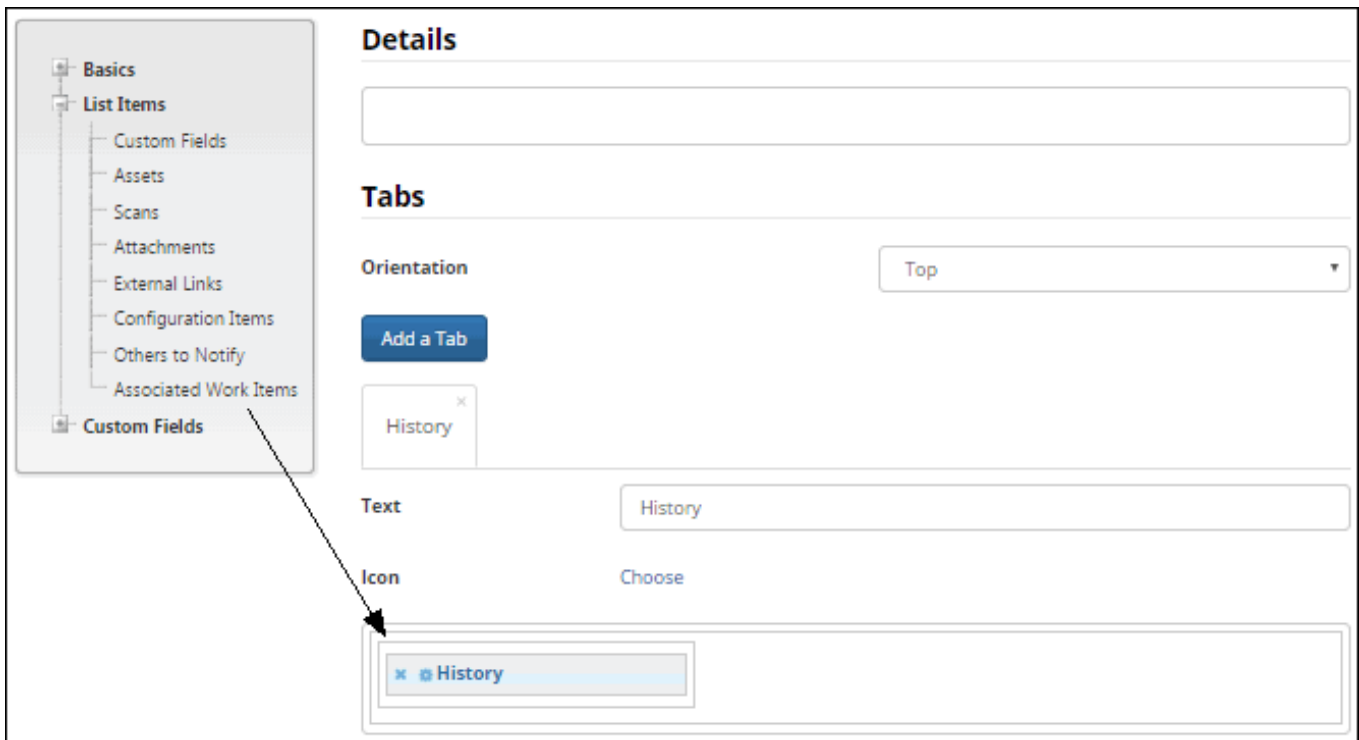 Basics
List Items
Custom Fields
Assets
Scans
Attachments
External Links
Configuration Items
Others to Notify
Associated Work Items
Custom Fields
Details
Tabs
Orientation Top
Add a Tab
History
Text History
Icon Choose
History